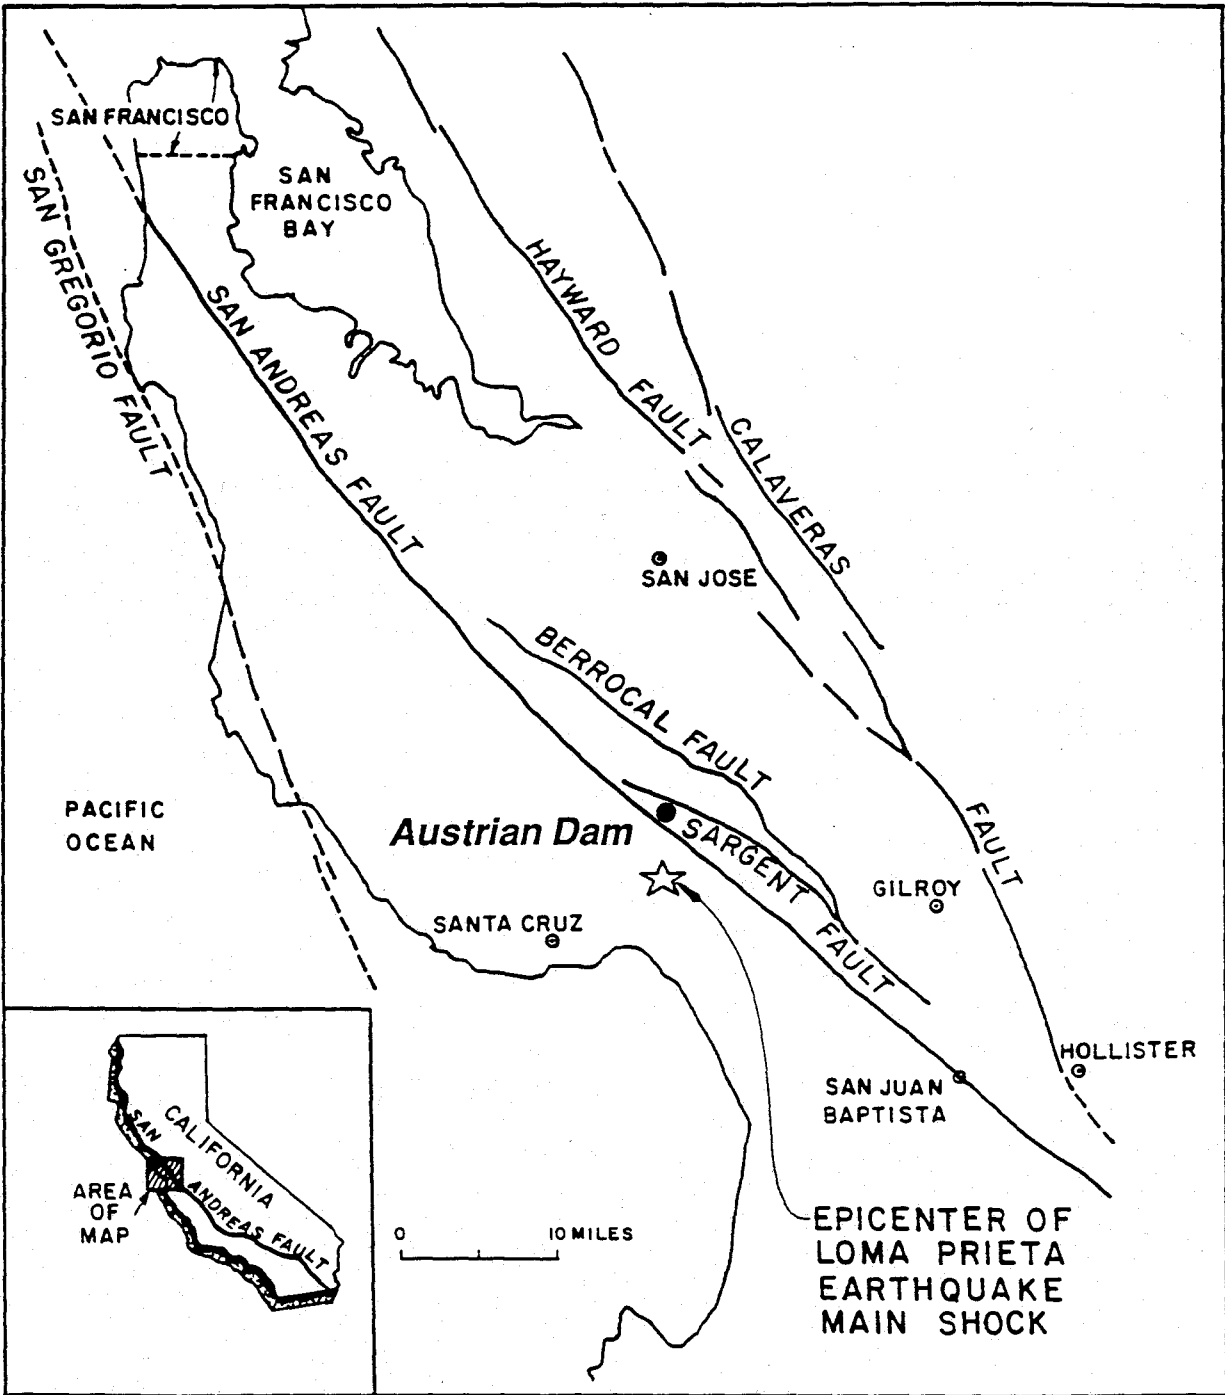 SAN FRANCISCO
SAN
FRANCISCO
BAY
SAN GREGORIO FAULT
SAN ANDREAS FAULT
HAYWARD FAULT
CALAVERAS FAULT
SAN JOSE
BERROCAL FAULT
PACIFIC
OCEAN
Austrian Dam
SARGENT FAULT
GILROY
SANTA CRUZ
HOLLISTER
SAN JUAN
BAPTISTA
CALIFORNIA
SAN ANDREAS FAULT
AREA
OF
MAP
0 10 MILES
EPICENTER OF
LOMA PRIETA
EARTHQUAKE
MAIN SHOCK